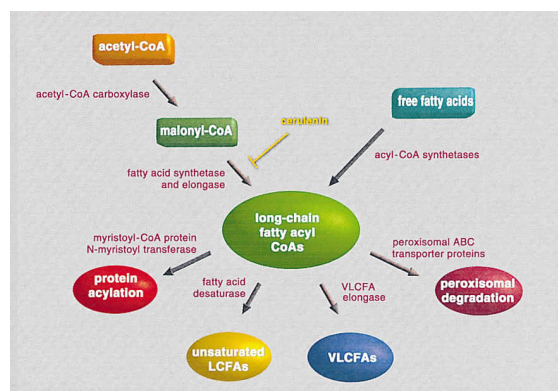 acetyl-CoA
acetyl-CoA carboxylase
free fatty acids
malonyl-CoA
cerulenin
acyl-CoA synthetases
fatty acid synthetase
and elongase
long-chain
fatty acyl
CoAs
myristoyl-CoA protein
N-myristoyl transferase
peroxisomal ABC
transporter proteins
protein
acylation
fatty acid
desaturase
VLCFA
elongase
peroxisomal
degradation
unsaturated
LCFAs
VLCFAs